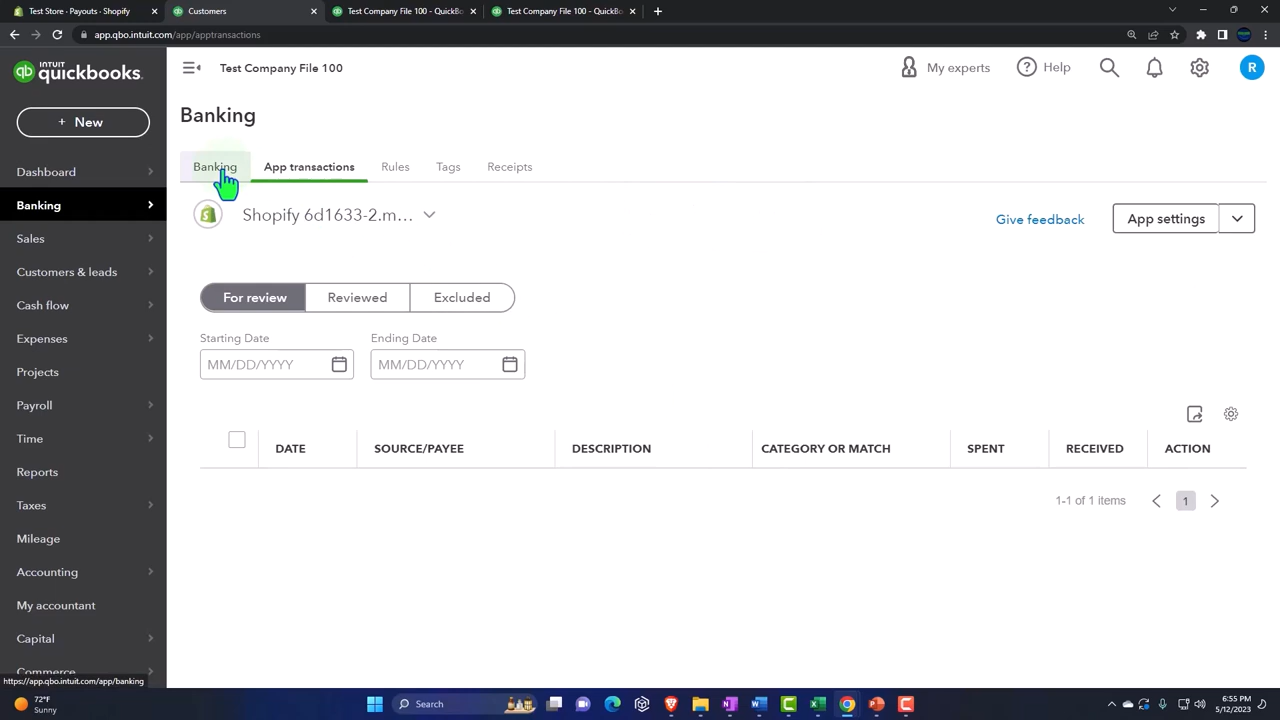 Test Store - Payouts - Shopify
Customs
File 100 - QuickBo
File 100 - QuickBo
app.qbo.intuit.com/app/apptransactions
INTUIT
quickbooks.
Test Company File 100
My experts
Help
R
+ New
Banking
Dashboard
Banking
Sales
Customers & leads
Cash flow
Expenses
Projects
Payroll
Time
Reports
Taxes
Mileage
Accounting
My accountant
Capital
Commerce
Banking
App transactions
Rules
Tags
Receipts
Shopify 6d1633-2.m...
Give feedback
App settings
For review
Reviewed
Excluded
Starting Date
Ending Date
MM/DD/YYYY
MM/DD/YYYY
DATE
SOURCE/PAYEE
DESCRIPTION
CATEGORY OR MATCH
SPENT
RECEIVED
ACTION
1-1 of 1 items
1
https://app.qbo.intuit.com/app/banking
72°F
Sunny
Search
6:55 PM
5/12/2023